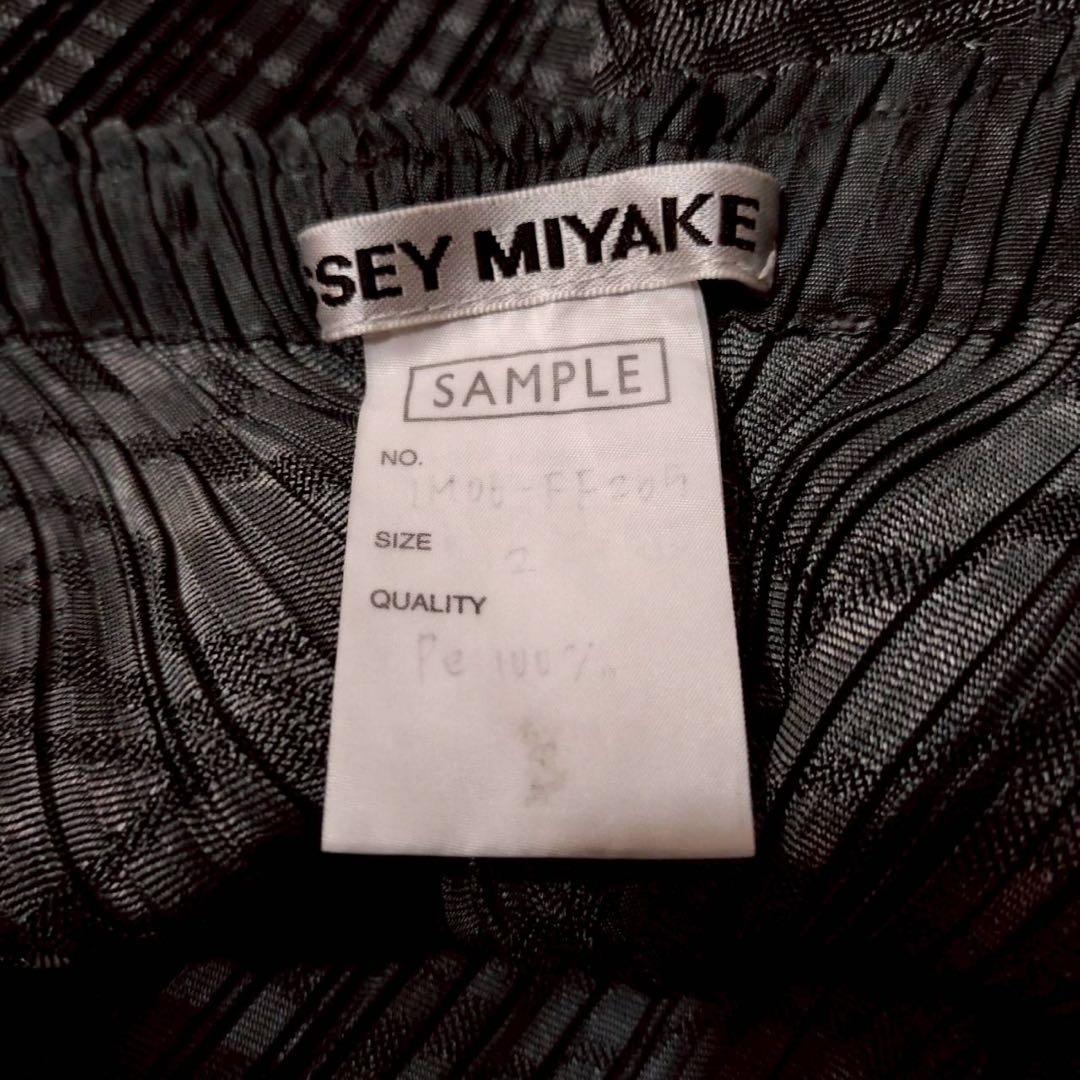 SSEY MIYAKE
SAMPLE
NO.
SIZE
2
QUALITY
Pe 100%